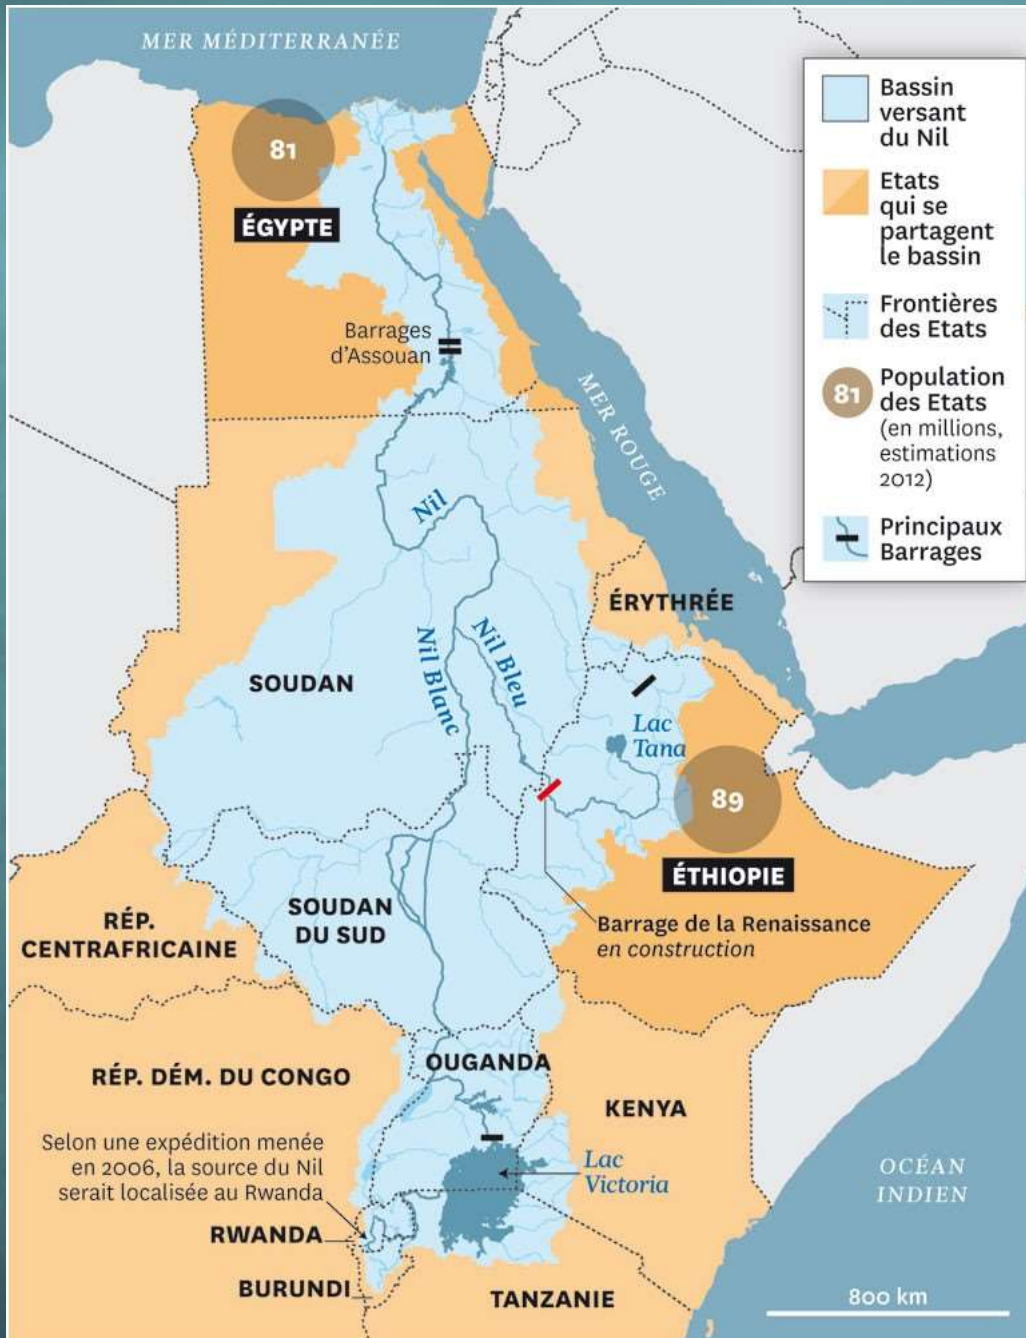 MER MÉDITERRANÉE
81
ÉGYPTE
Barrages
d'Assouan
MER ROUGE
Nil
ÉRYTHRÉE
SOUDAN
Nil Blanc
Nil Bleu
Lac
Tana
89
ÉTHIOPIE
Barrage de la Renaissance
en construction
SOUDAN
DU SUD
RÉP.
CENTRAFRICAINE
OUGANDA
RÉP. DÉM. DU CONGO
KENYA
Selon une expédition menée
en 2006, la source du Nil
serait localisée au Rwanda
Lac
Victoria
OCÉAN
INDIEN
RWANDA
BURUNDI
TANZANIE
800 km
Bassin
versant
du Nil
Etats
qui se
partagent
le bassin
Frontières
des Etats
81
Population
des Etats
(en millions,
estimations
2012)
Principaux
Barrages